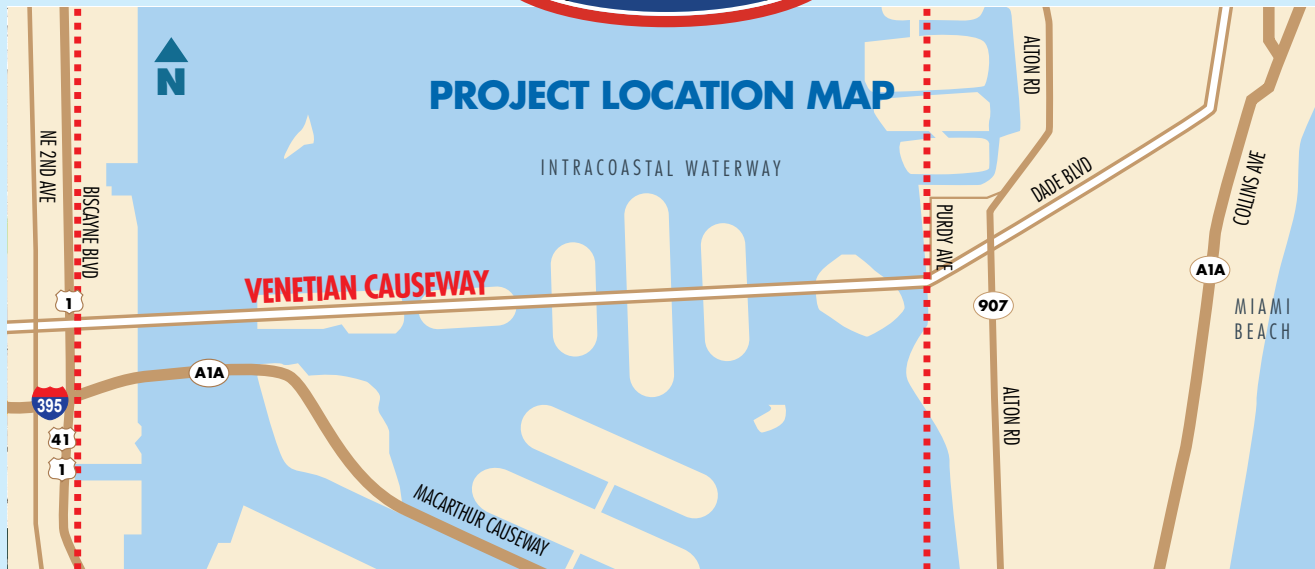 PROJECT LOCATION MAP
N
ALTON RD
NE 2ND AVE
INTRACOASTAL WATERWAY
DADE BLVD
COLLINS AVE
BISCAYNE BLVD
PURDY AVE
VENETIAN CAUSEWAY
1
A1A
907
MIAMI
BEACH
A1A
395
41
1
ALTON RD
MACARTHUR CAUSEWAY